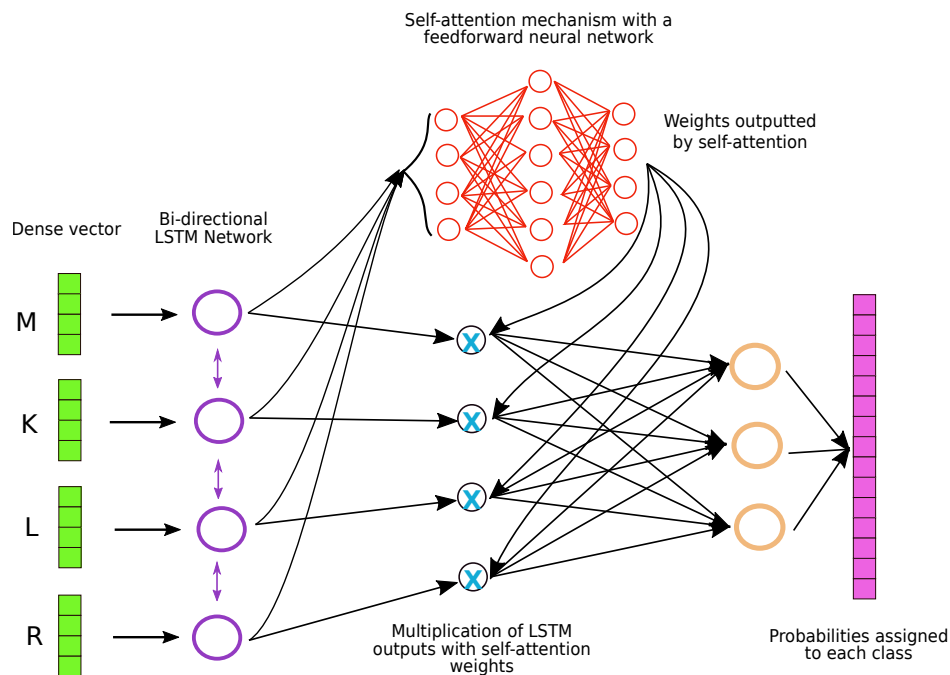 Self-attention mechanism with a
feedforward neural network
Weights outputted
by self-attention
Dense vector
Bi-directional
LSTM Network
M
K
L
R
X
X
X
X
Multiplication of LSTM
outputs with self-attention
weights
Probabilities assigned
to each class